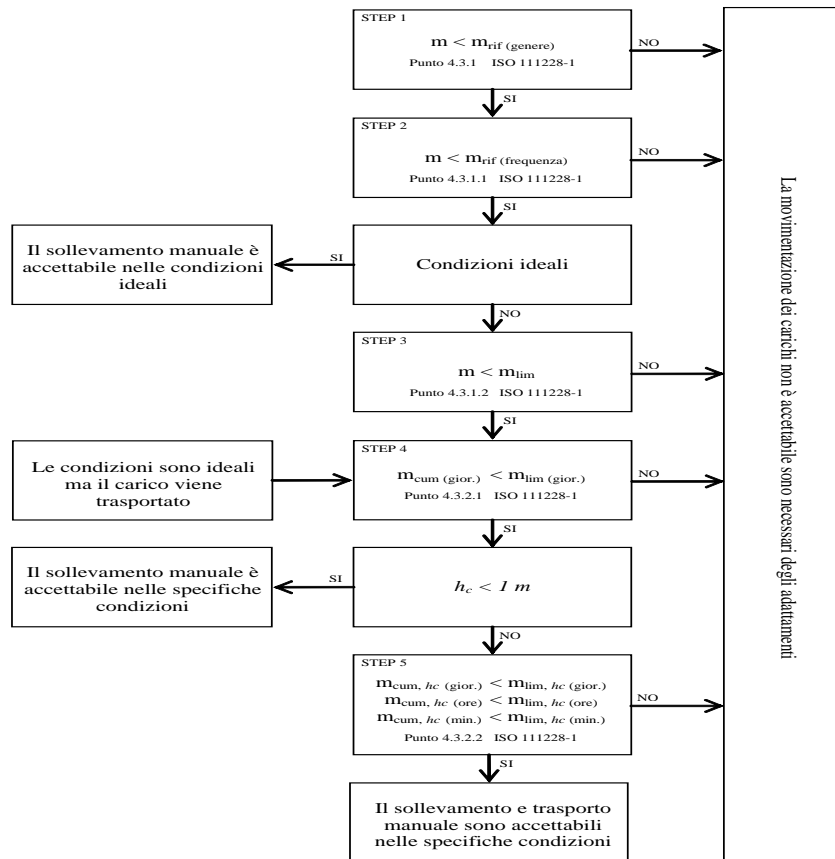 STEP 1
m < mrif (genere)
Punto 4.3.1 ISO 111228-1
NO
SI
STEP 2
m < mrif (frequenza)
Punto 4.3.1.1 ISO 111228-1
NO
SI
Il sollevamento manuale è
accettabile nelle condizioni
ideali
SI
Condizioni ideali
NO
STEP 3
m < mlim
Punto 4.3.1.2 ISO 111228-1
NO
SI
Le condizioni sono ideali
ma il carico viene
trasportato
STEP 4
mcum (gior.) < mlim (gior.)
Punto 4.3.2.1 ISO 111228-1
NO
SI
Il sollevamento manuale è
accettabile nelle specifiche
condizioni
SI
hc < 1 m
NO
STEP 5
mcum, hc (gior.) < mlim, hc (gior.)
mcum, hc (ore) < mlim, hc (ore)
mcum, hc (min.) < mlim, hc (min.)
Punto 4.3.2.2 ISO 111228-1
NO
SI
Il sollevamento e trasporto
manuale sono accettabili
nelle specifiche condizioni
La movimentazione dei carichi non è accettabile sono necessari degli adattamenti